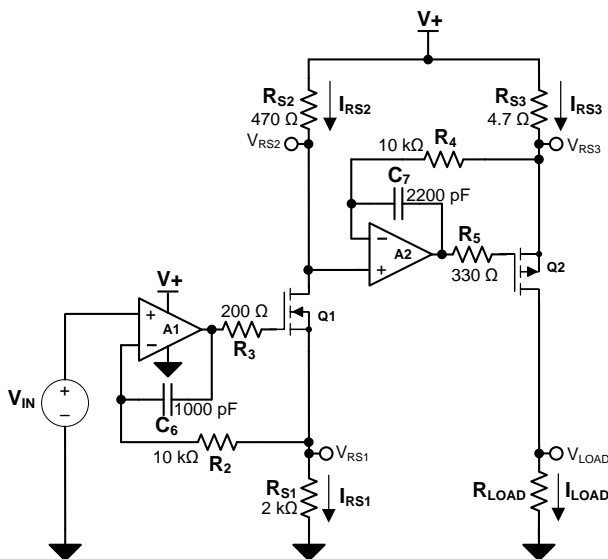 V+
RS2
470 Ω
IRS2
VRS2
RS3
4.7 Ω
IRS3
VRS3
10 kΩ
R4
C7
2200 pF
−
+
A2
R5
330 Ω
Q2
V+
+
−
A1
200 Ω
R3
Q1
VIN
+
−
1000 pF
C6
10 kΩ
R2
VRS1
RS1
2 kΩ
IRS1
VLOAD
RLOAD
ILOAD